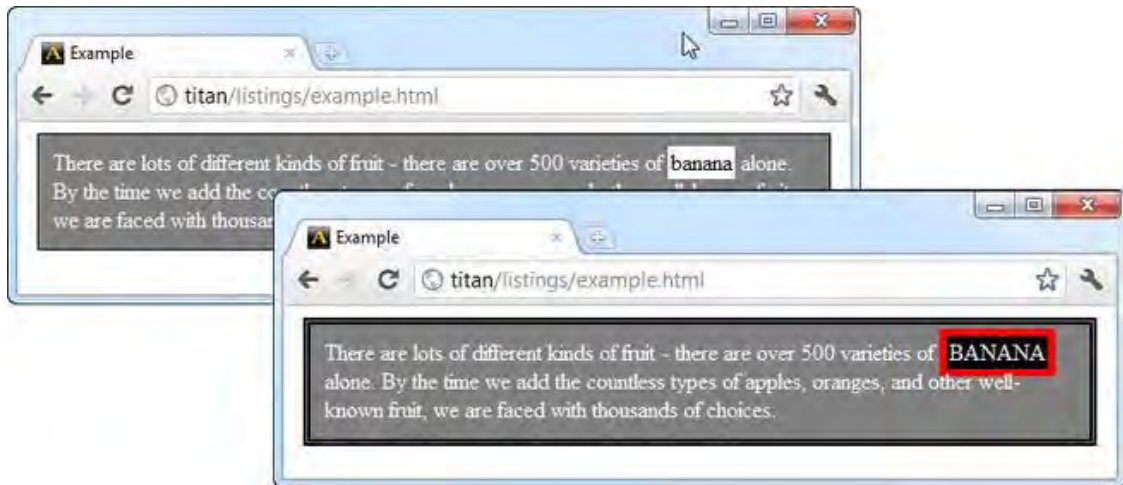 Example
titan/listings/example.html
There are lots of different kinds of fruit - there are over 500 varieties of banana alone.
By the time we add the
we are faced with
Example
titan/listings/example.html
There are lots of different kinds of fruit - there are over 500 varieties of BANANA
alone. By the time we add the countless types of apples, oranges, and other well-
known fruit, we are faced with thousands of choices.